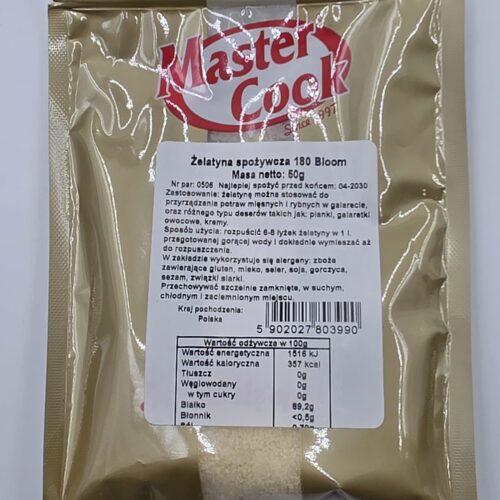 Master
Cook
Since 1997
Żelatyna spożywcza 180 Bloom
Masa netto: 50g
Nr par: 0506 Najlepiej spożyć przed końcem: 04-2030
Zastosowanie: żelatynę można stosować do
przyrządzania potraw mięsnych i rybnych w galarecie,
oraz różnego typu deserów takich jak: pianki, galaretki
owocowe, kremy.
Sposób użycia: rozpuścić 6-8 łyżek żelatyny w 1 l.
przegotowanej gorącej wody i dokładnie wymieszać aż
do rozpuszczenia.
W zakładzie wykorzystuje się alergeny: zboża
zawierające gluten, mleko, seler, soja, gorczyca,
sezam, związki siarki.
Przechowywać szczelnie zamknięte, w suchym,
chłodnym i zaciemnionym miejscu.
Kraj pochodzenia:
Polska
5 902027 803990
Wartość odżywcza w 100g
Wartość energetyczna 1516 kJ
Wartość kaloryczna 357 kcal
Tłuszcz 0g
Węglowodany 0g
w tym cukry 0g
Białko 89,2g
Błonnik <0,5g